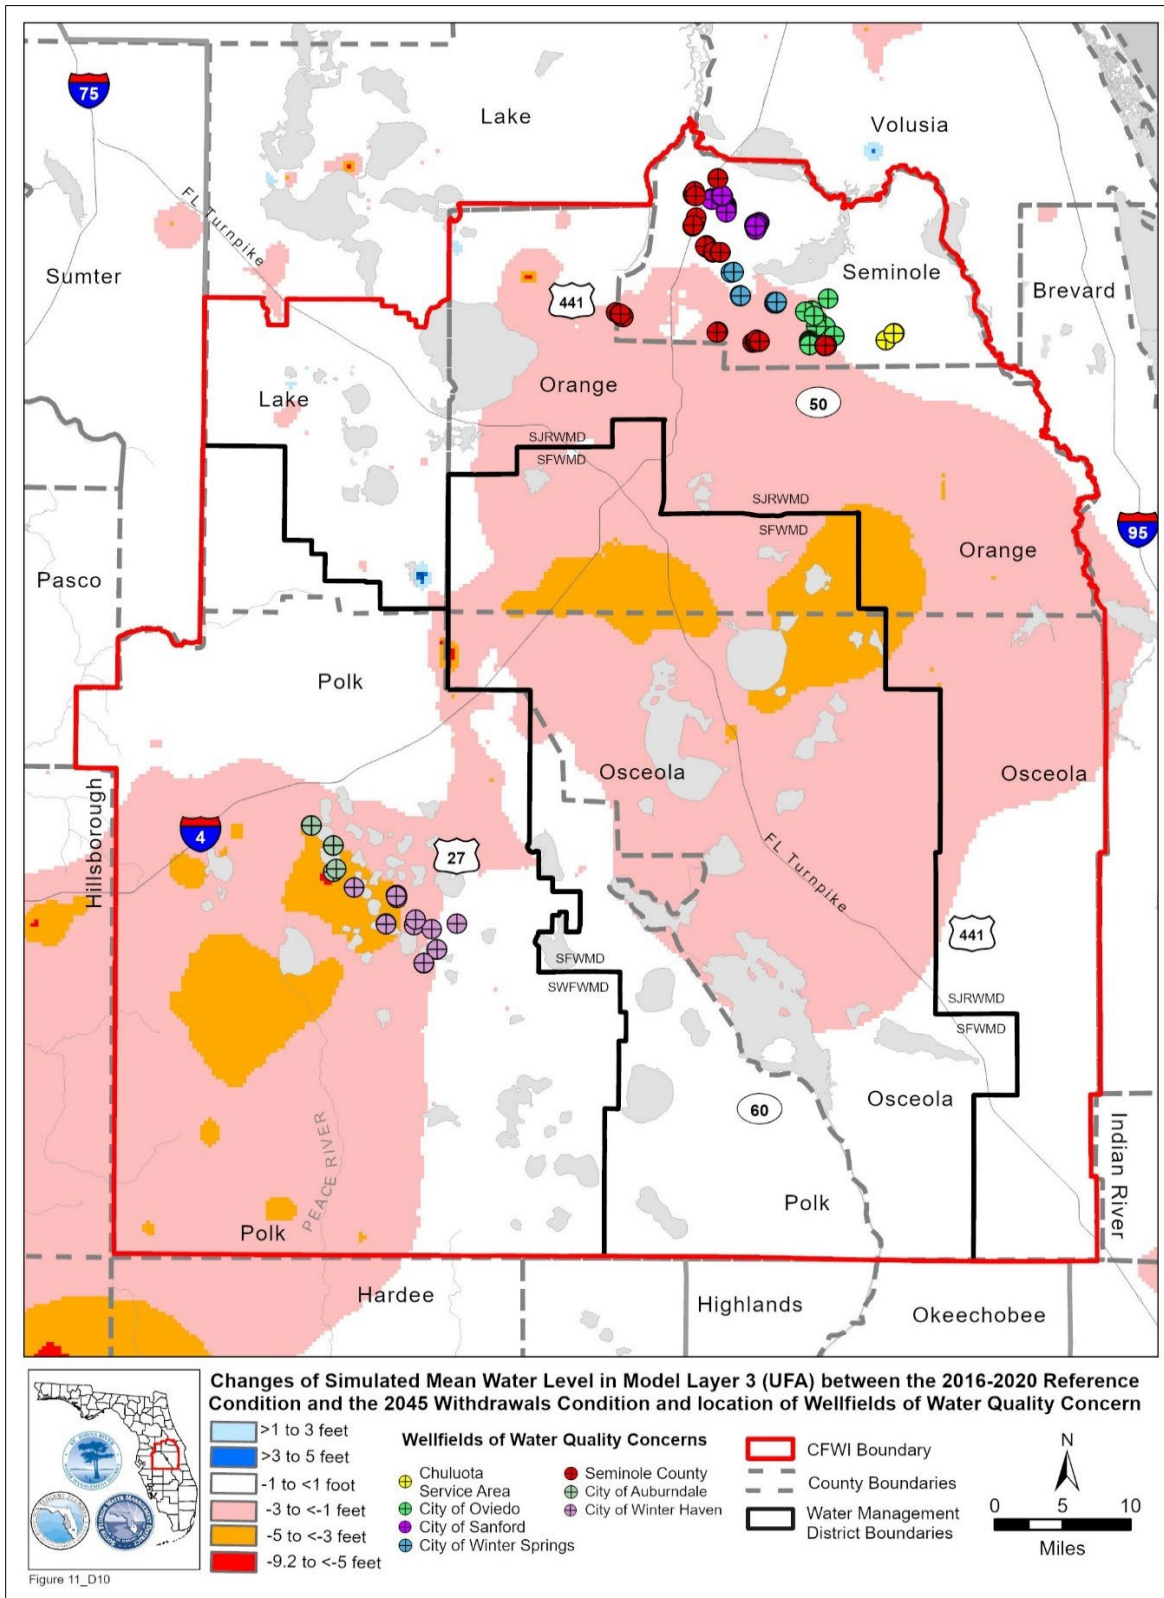 75
Lake
Volusia
FL Turnpike
Sumter
Seminole
441
Brevard
Orange
Lake
50
SJRWMD
SFWMD
SJRWMD
SFWMD
95
Orange
Pasco
Polk
Osceola
Osceola
Hillsborough
4
27
FL Turnpike
441
SFWMD
SWFWMD
SJRWMD
SFWMD
60
Osceola
PEACE RIVER
Indian River
Polk
Polk
Hardee
Highlands
Okeechobee
Changes of Simulated Mean Water Level in Model Layer 3 (UFA) between the 2016-2020 Reference
Condition and the 2045 Withdrawals Condition and location of Wellfields of Water Quality Concern
>1 to 3 feet
>3 to 5 feet
-1 to <1 foot
-3 to <-1 feet
-5 to <-3 feet
-9.2 to <-5 feet
Wellfields of Water Quality Concerns
Chuluota
Service Area
City of Oviedo
City of Sanford
City of Winter Springs
Seminole County
City of Auburndale
City of Winter Haven
CFWI Boundary
County Boundaries
Water Management
District Boundaries
N
0 5 10
Miles
Figure 11_D10